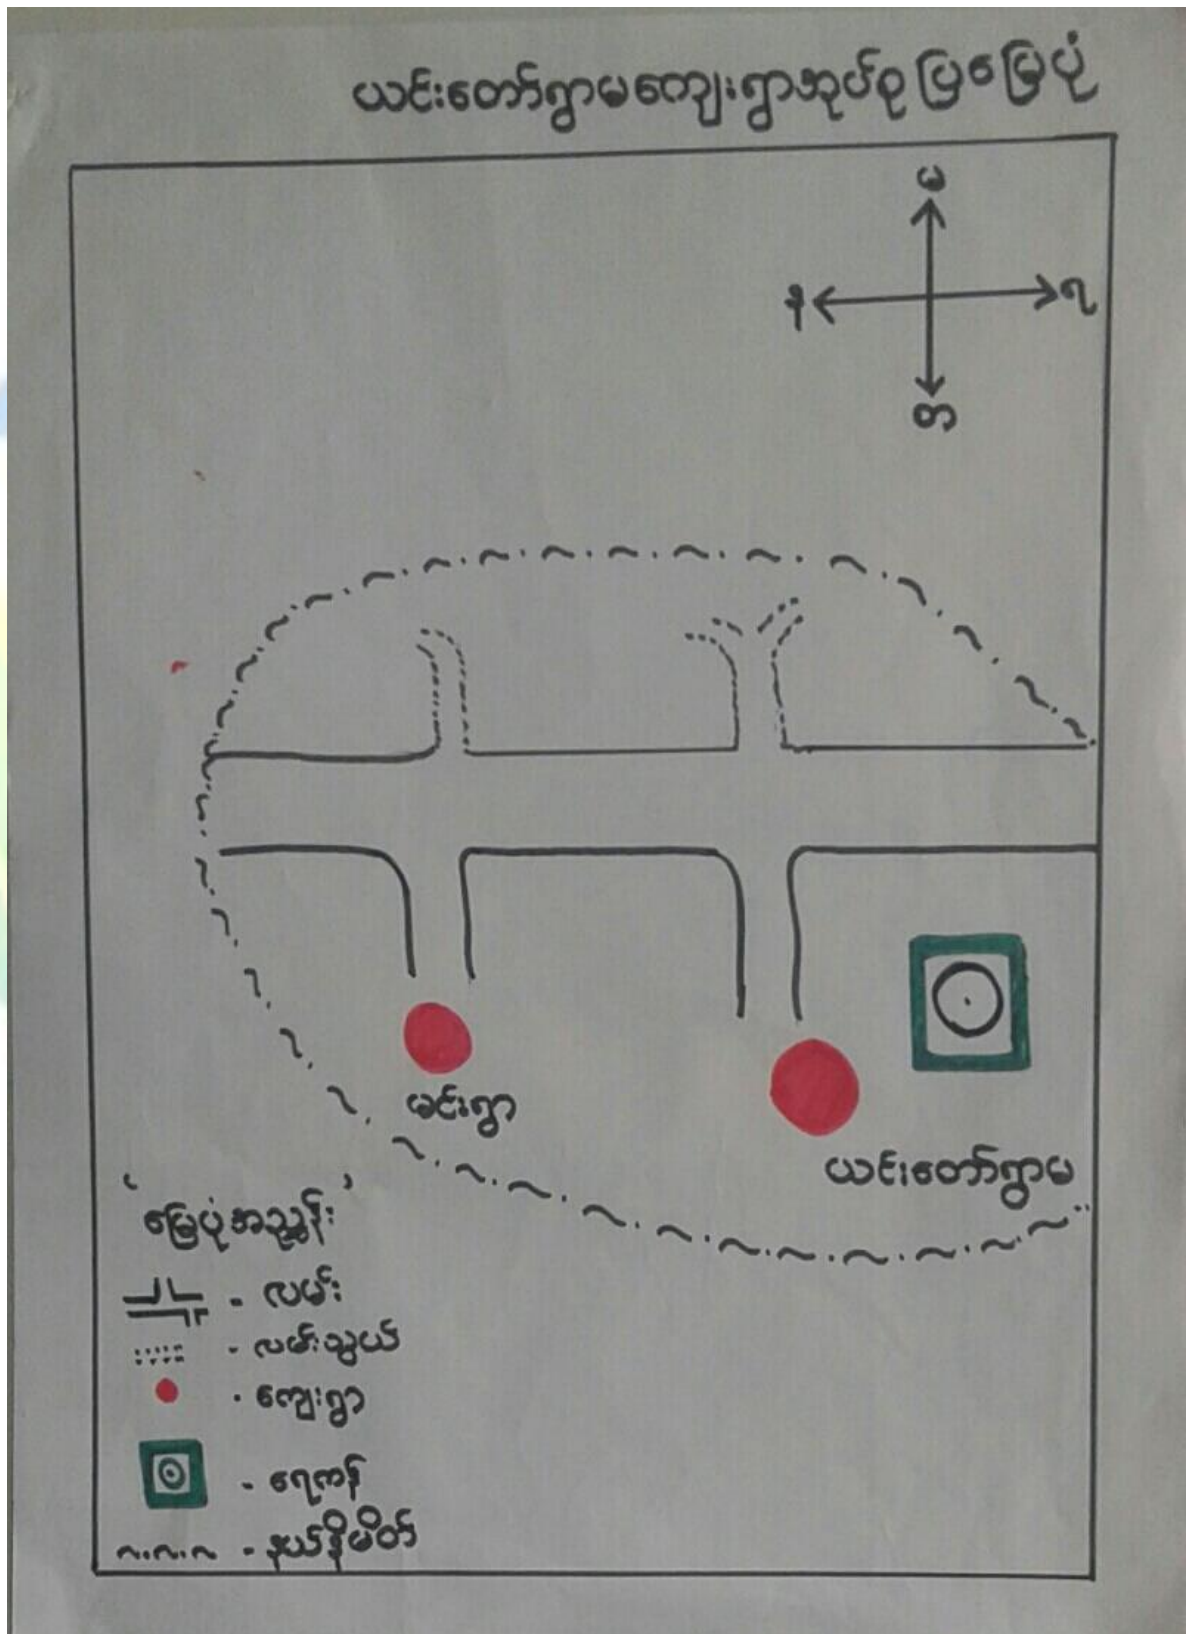 ယင်းတော်ရွာမကျေးရွာအုပ်စု ပြမြေပုံ
မ
န
ရ
တ
မင်းရွာ
ယင်းတော်ရွာမ
‘မြေပုံအညွှန်း’
- လမ်း
- လမ်းသွယ်
- ကျေးရွာ
- ရေကန်
- နယ်နိမိတ်